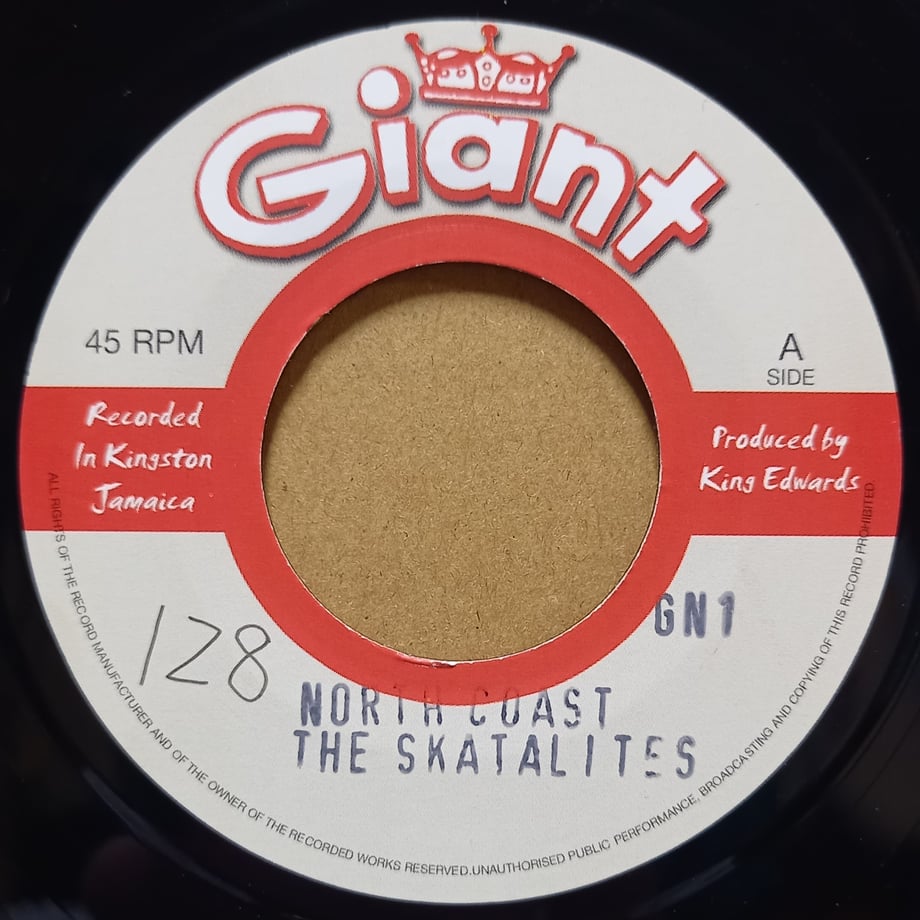 Giant
45 RPM
A
SIDE
Recorded
In Kingston
Jamaica
Produced by
King Edwards
128
GN1
NORTH COAST
THE SKATALITES
ALL RIGHTS OF THE RECORD MANUFACTURER AND OF THE OWNER OF THE RECORDED WORKS RESERVED.UNAUTHORISED PUBLIC PERFORMANCE, BROADCASTING AND COPYING OF THIS RECORD PROHIBITED